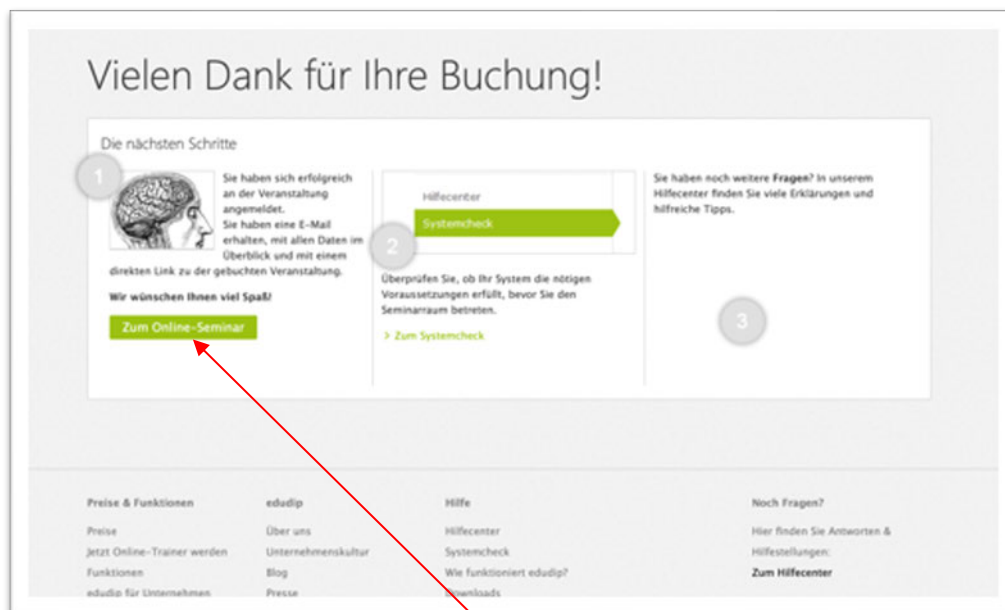 Vielen Dank für Ihre Buchung!
Die nächsten Schritte
1
Sie haben sich erfolgreich
an der Veranstaltung
angemeldet.
Sie haben eine E-Mail
erhalten, mit allen Daten im
Überblick und mit einem
direkten Link zu der gebuchten Veranstaltung.
Wir wünschen Ihnen viel Spaß!
Zum Online-Seminar
Hilfecenter
Systemcheck
2
Überprüfen Sie, ob Ihr System die nötigen
Voraussetzungen erfüllt, bevor Sie den
Seminarraum betreten.
> Zum Systemcheck
Sie haben noch weitere Fragen? In unserem
Hilfecenter finden Sie viele Erklärungen und
hilfreiche Tipps.
3
Preise & Funktionen
Preise
Jetzt Online-Trainer werden
Funktionen
edudip für Unternehmen
edudip
Über uns
Unternehmenskultur
Blog
Presse
Hilfe
Hilfecenter
Systemcheck
Wie funktioniert edudip?
Downloads
Noch Fragen?
Hier finden Sie Antworten &
Hilfestellungen:
Zum Hilfecenter